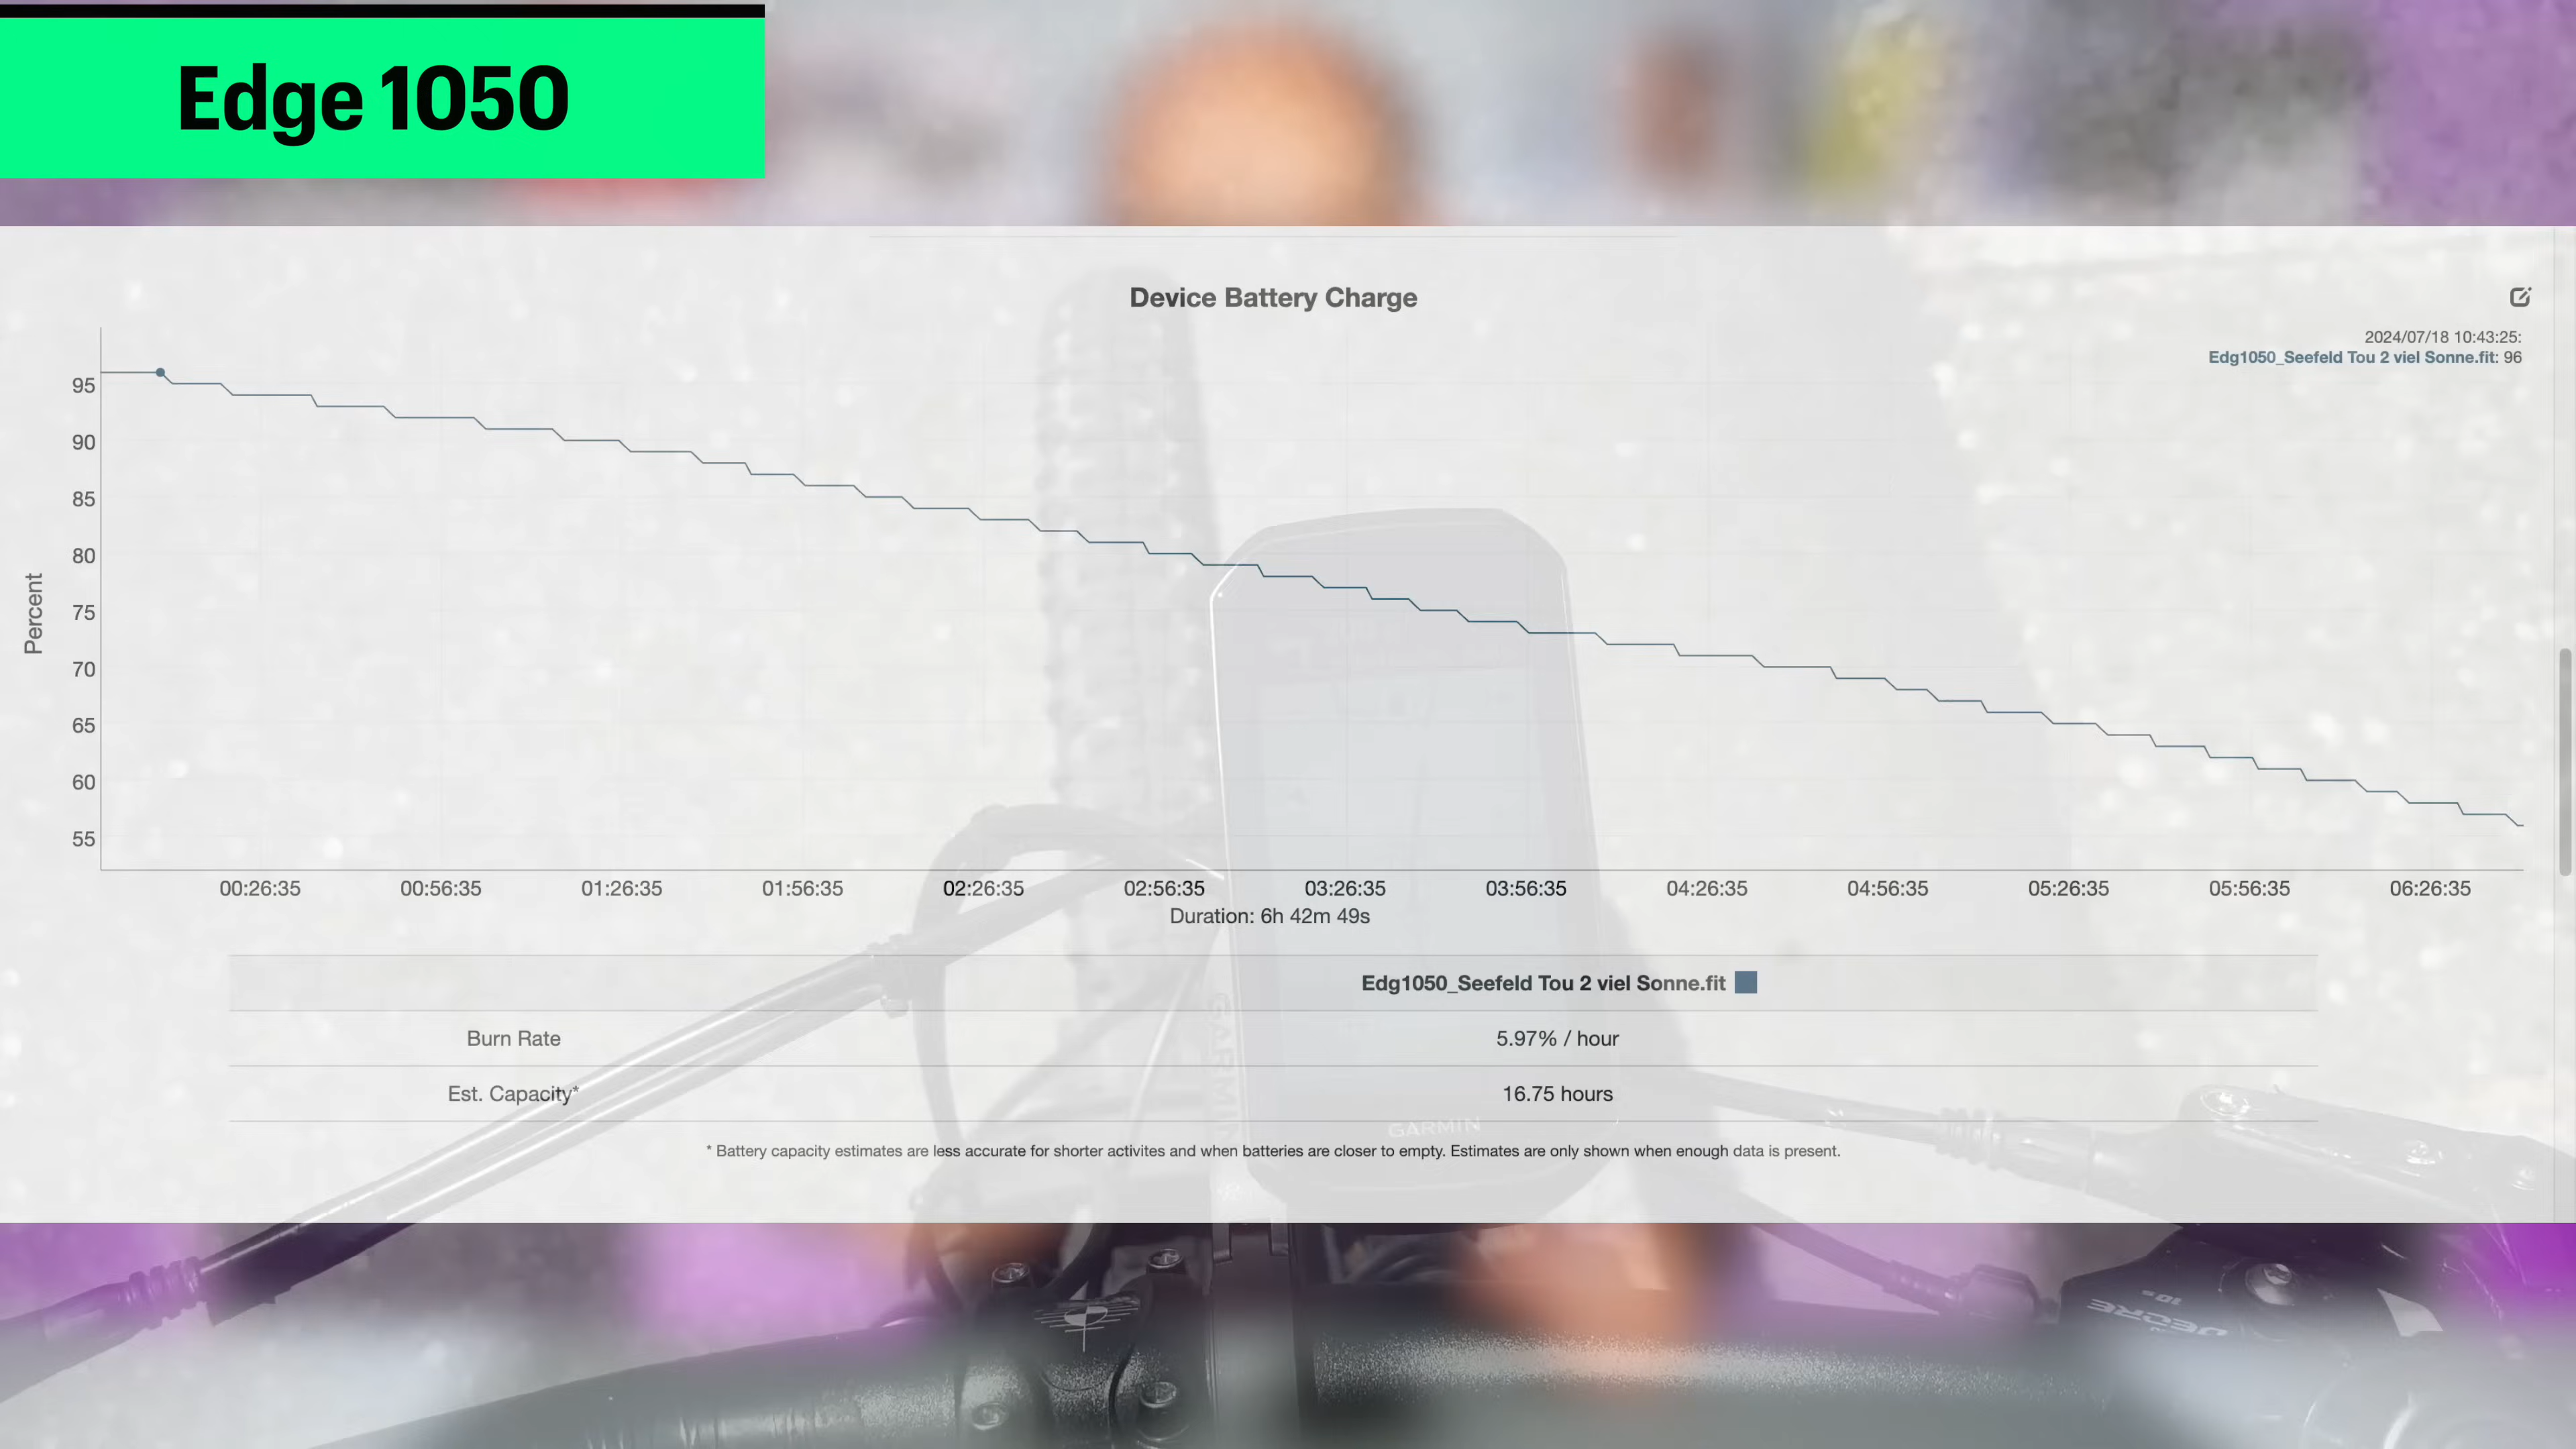 Edge 1050
Device Battery Charge
2024/07/18 10:43:25:
Edg1050_Seefeld Tou 2 viel Sonne.fit: 96
Percent
95
90
85
80
75
70
65
60
55
00:26:35 00:56:35 01:26:35 01:56:35 02:26:35 02:56:35 03:26:35 03:56:35 04:26:35 04:56:35 05:26:35 05:56:35 06:26:35
Duration: 6h 42m 49s
Edg1050_Seefeld Tou 2 viel Sonne.fit
Burn Rate 5.97% / hour
Est. Capacity* 16.75 hours
GARMIN
GARMIN
* Battery capacity estimates are less accurate for shorter activites and when batteries are closer to empty. Estimates are only shown when enough data is present.
DEORE